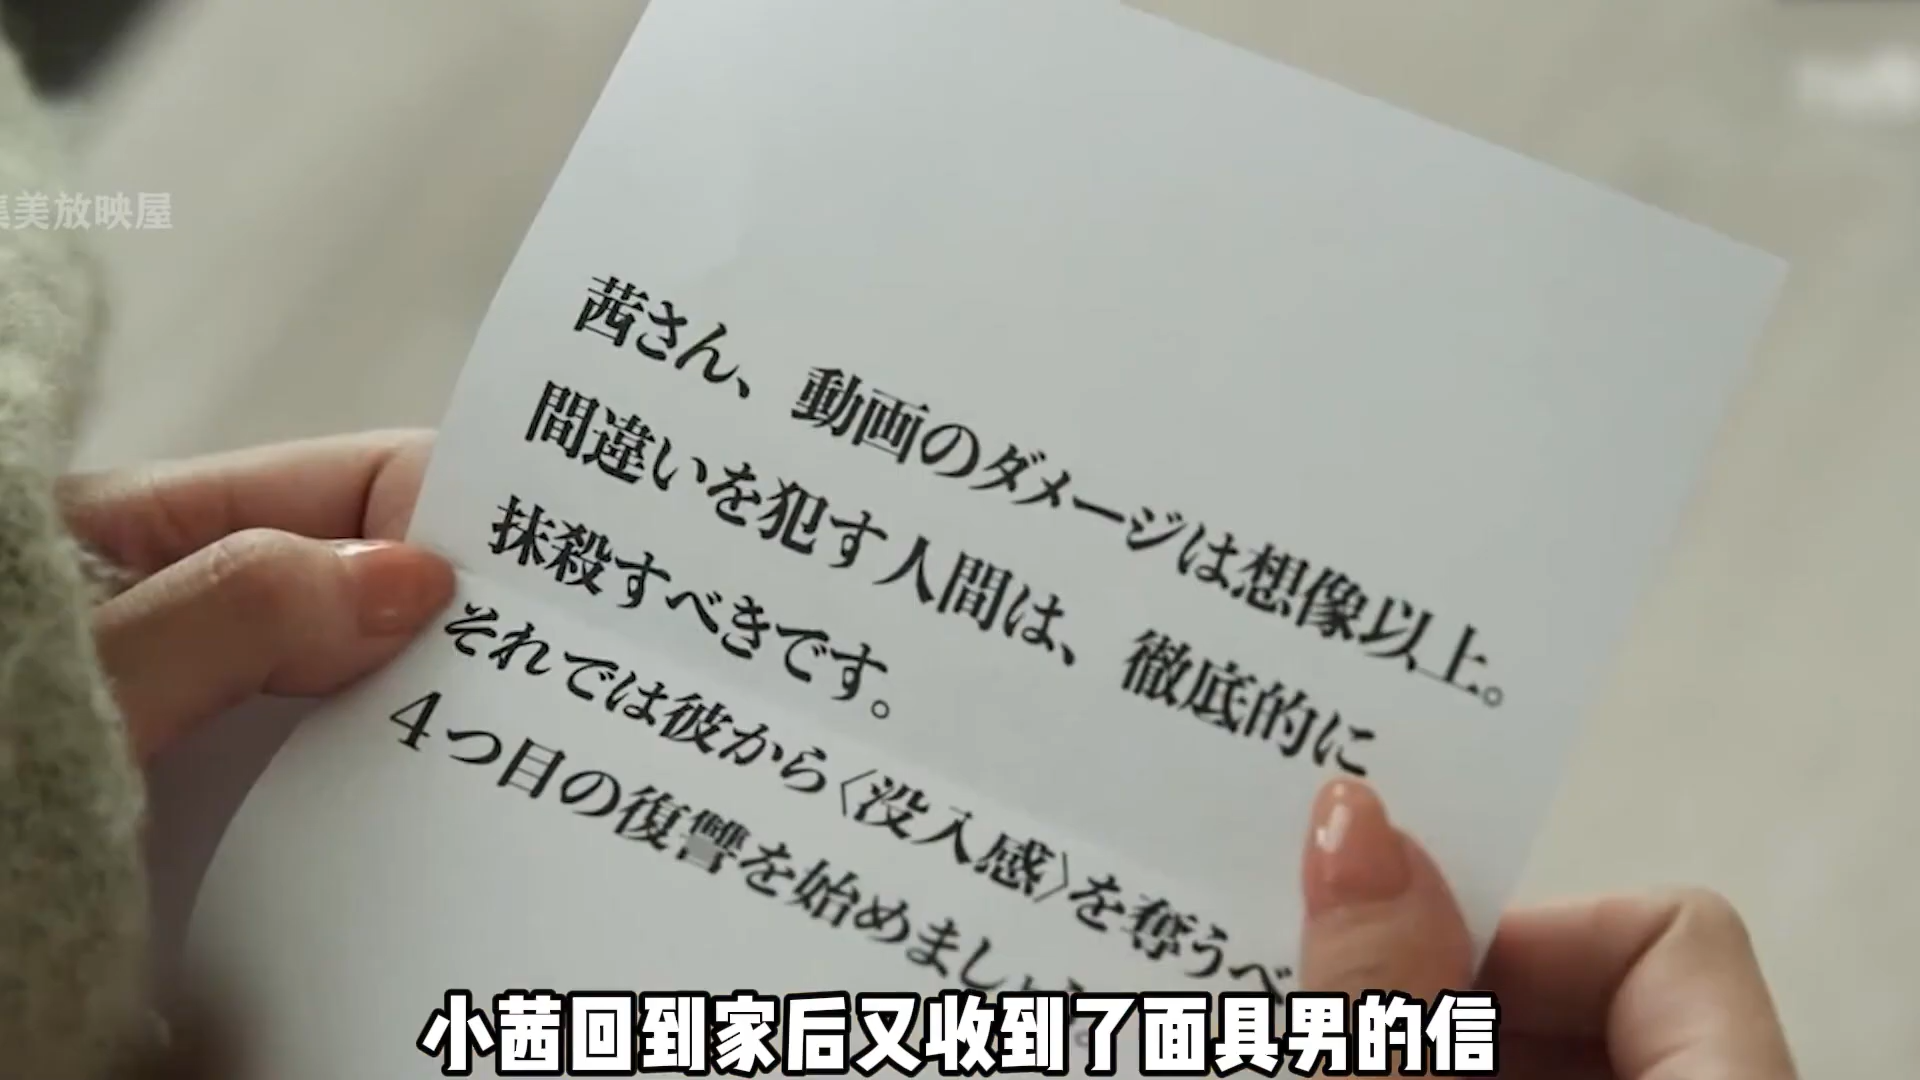 美放映屋
茜さん、動画のダメージは想像以上。
間違いを犯す人間は、徹底的に
抹殺すべきです。
それでは彼から〈没入感〉を奪うべ
4つ目の復讐を始めましょう
小茜回到家后又收到了面具男的信